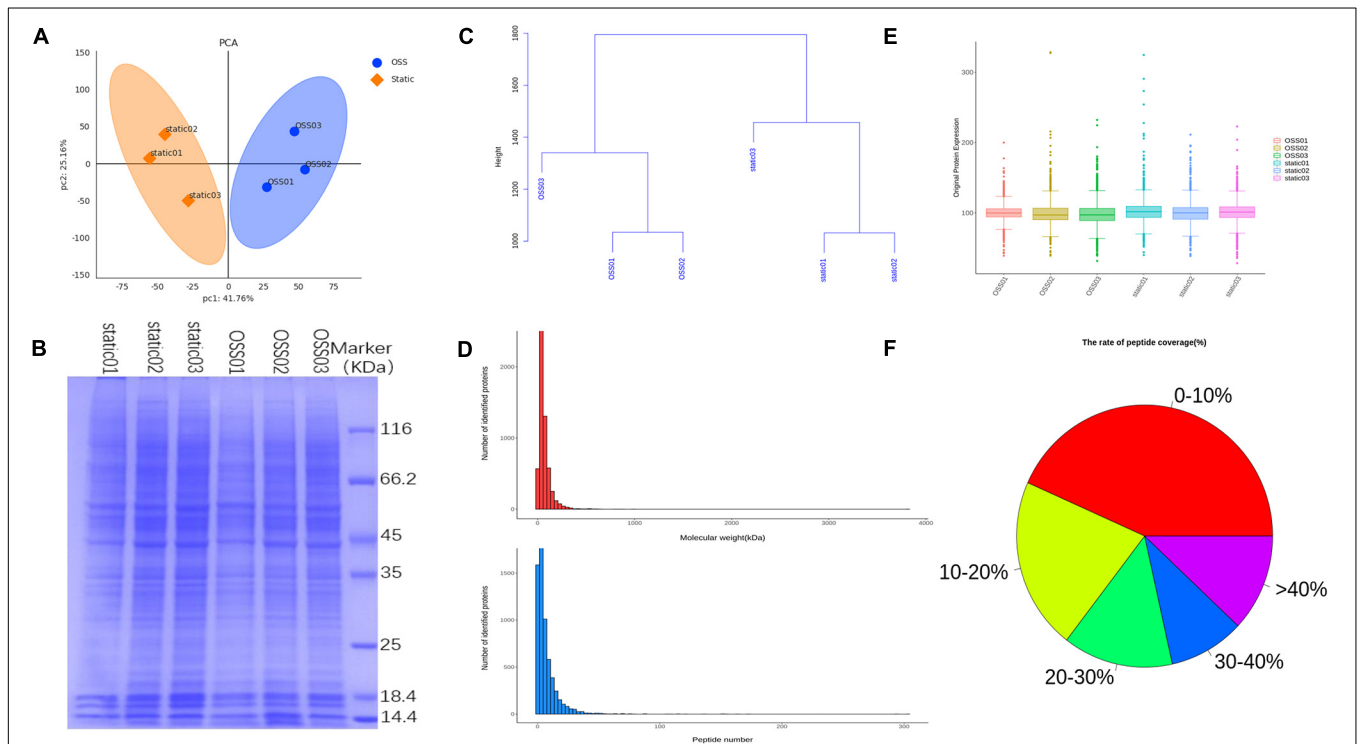 A
PCA
150
100
50
0
-50
-100
-150
-75
-50
-25
0
25
50
75
pc2: 25.16%
pc1: 41.76%
static02
static01
static03
OSS03
OSS02
OSS01
OSS
Static
B
static01
static02
static03
OSS01
OSS02
OSS03
Marker
(KDa)
116
66.2
45
35
25
18.4
14.4
C
Height
1800
1600
1400
1200
1000
OSS03
OSS01
OSS02
static03
static01
static02
D
Number of identified proteins
2000
1000
0
0
1000
2000
3000
4000
Molecular weight(kDa)
Number of identified proteins
1500
1000
500
0
0
100
200
300
Peptide number
E
Original Protein Expression
300
200
100
OSS01
OSS02
OSS03
static01
static02
static03
OSS01
OSS02
OSS03
static01
static02
static03
F
The rate of peptide coverage(%)
0-10%
10-20%
20-30%
30-40%
>40%